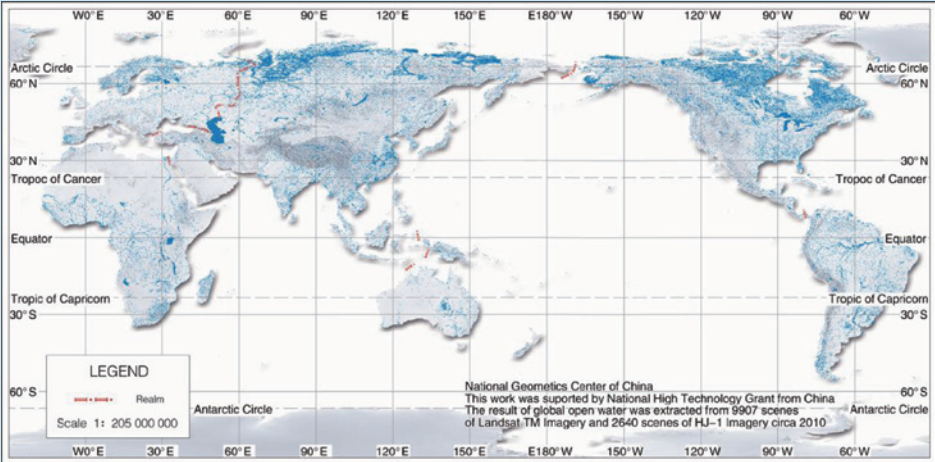 W0°E 30°E 60°E 90°E 120°E 150°E E180°W 150°W 120°W 90°W 60°W
Arctic Circle Arctic Circle
60°N 60°N
30°N 30°N
Tropoc of Cancer Tropoc of Cancer
Equator Equator
Tropic of Capricorn Tropic of Capricorn
30°S 30°S
LEGEND
Realm
Scale 1: 205 000 000
60°S 60°S
Antarctic Circle Antarctic Circle
National Geometics Center of China
This work was suported by National High Technology Grant from China
The result of global open water was extracted from 9907 scenes
of Landsat TM Imagery and 2640 scenes of HJ-1 Imagery circa 2010
W0°E 30°E 60°E 90°E 120°E 150°E E180°W 150°W 120°W 90°W 60°W